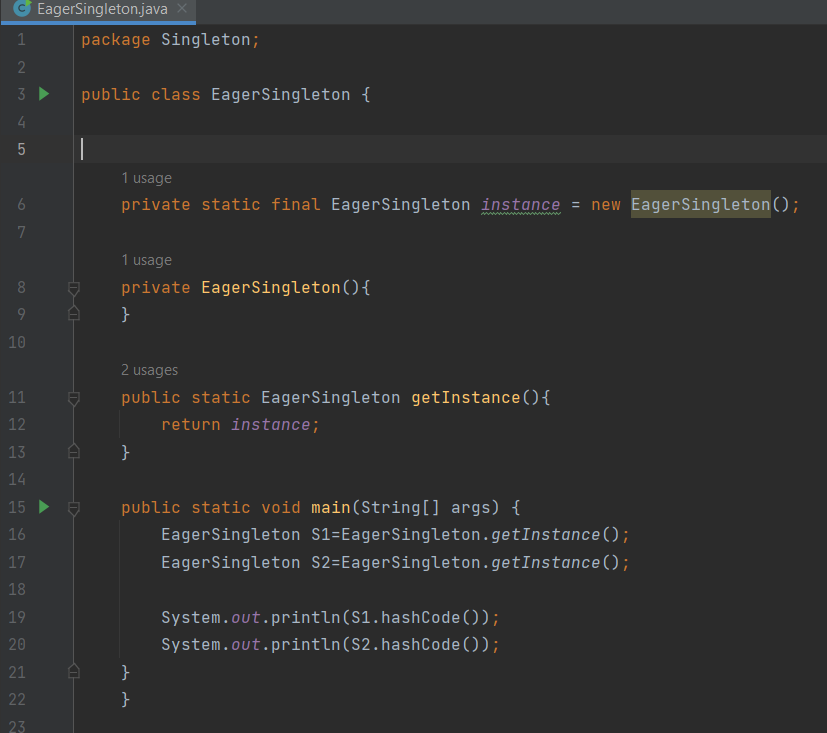 EagerSingleton.java
1 package Singleton;
2
3 public class EagerSingleton {
4
5
1 usage
6 private static final EagerSingleton instance = new EagerSingleton();
7
1 usage
8 private EagerSingleton(){
9 }
10
2 usages
11 public static EagerSingleton getInstance(){
12 return instance;
13 }
14
15 public static void main(String[] args) {
16 EagerSingleton S1=EagerSingleton.getInstance();
17 EagerSingleton S2=EagerSingleton.getInstance();
18
19 System.out.println(S1.hashCode());
20 System.out.println(S2.hashCode());
21 }
22 }
23